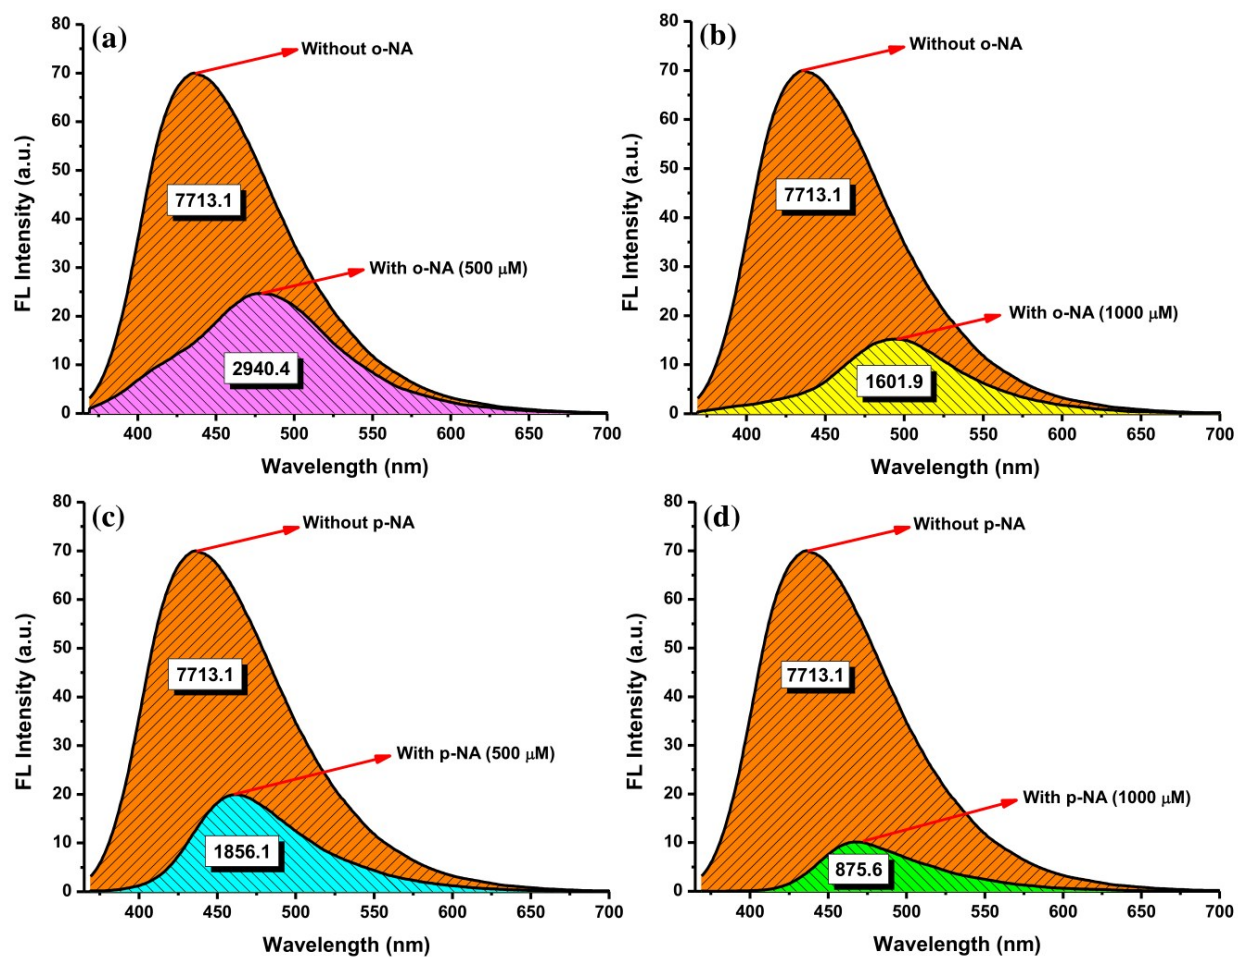 (a)
FL Intensity (a.u.)
80
70
60
50
40
30
20
10
0
Without o-NA
7713.1
With o-NA (500 μM)
2940.4
400 450 500 550 600 650 700
Wavelength (nm)
(b)
FL Intensity (a.u.)
80
70
60
50
40
30
20
10
0
Without o-NA
7713.1
With o-NA (1000 μM)
1601.9
400 450 500 550 600 650 700
Wavelength (nm)
(c)
FL Intensity (a.u.)
80
70
60
50
40
30
20
10
0
Without p-NA
7713.1
With p-NA (500 μM)
1856.1
400 450 500 550 600 650 700
Wavelength (nm)
(d)
FL Intensity (a.u.)
80
70
60
50
40
30
20
10
0
Without p-NA
7713.1
With p-NA (1000 μM)
875.6
400 450 500 550 600 650 700
Wavelength (nm)